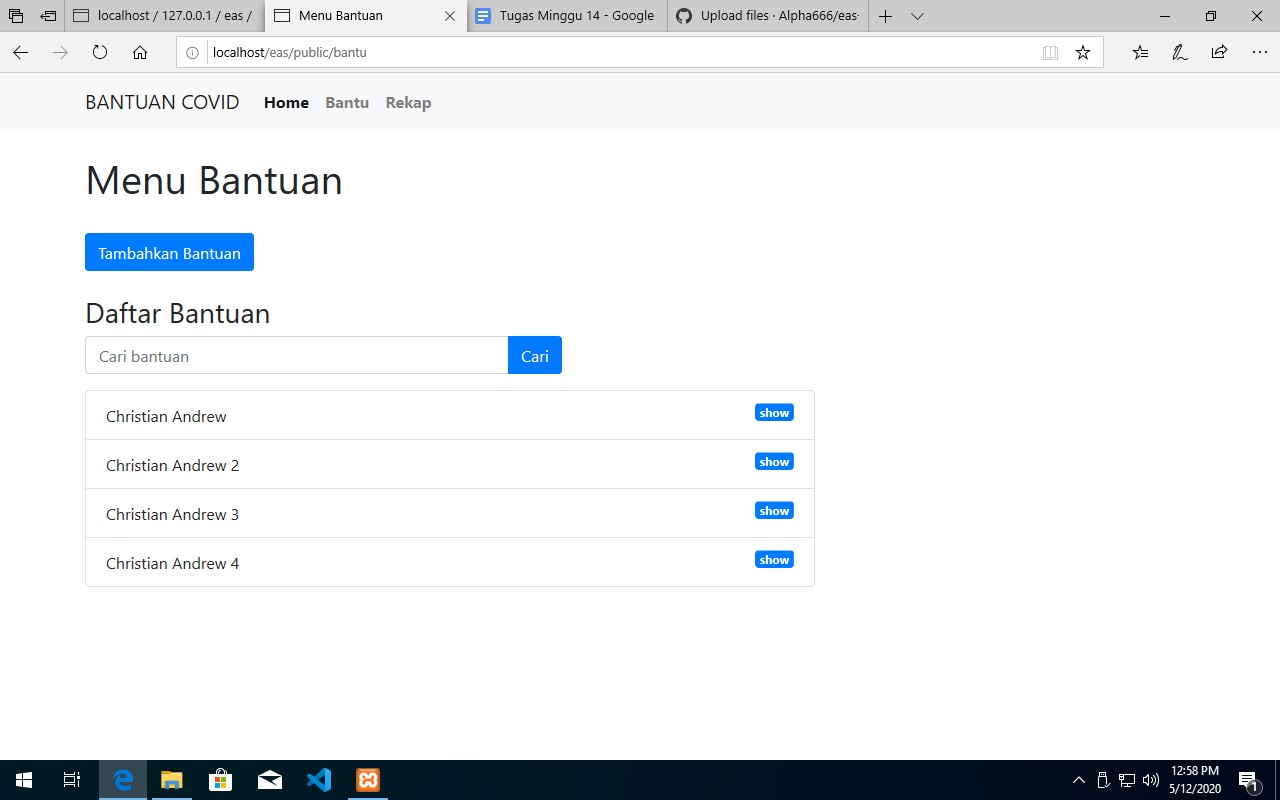 localhost / 127.0.0.1 / eas /
Menu Bantuan
Tugas Minggu 14 - Google
Upload files · Alpha666/eas-
localhost/eas/public/bantu
BANTUAN COVID Home Bantu Rekap
Menu Bantuan
Tambahkan Bantuan
Daftar Bantuan
Cari bantuan Cari
Christian Andrew show
Christian Andrew 2 show
Christian Andrew 3 show
Christian Andrew 4 show
12:58 PM
5/12/2020
1